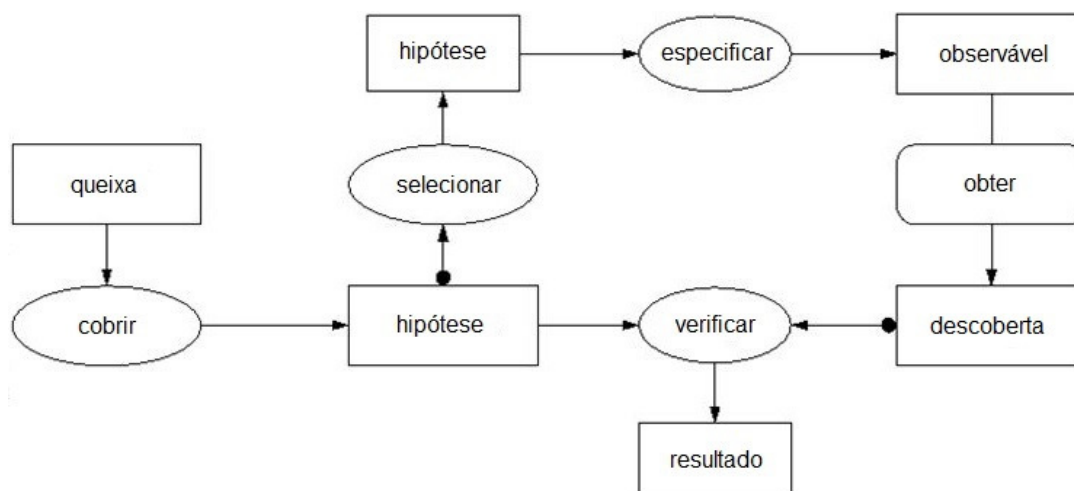 hipótese
especificar
observável
queixa
selecionar
obter
cobrir
hipótese
verificar
descoberta
resultado